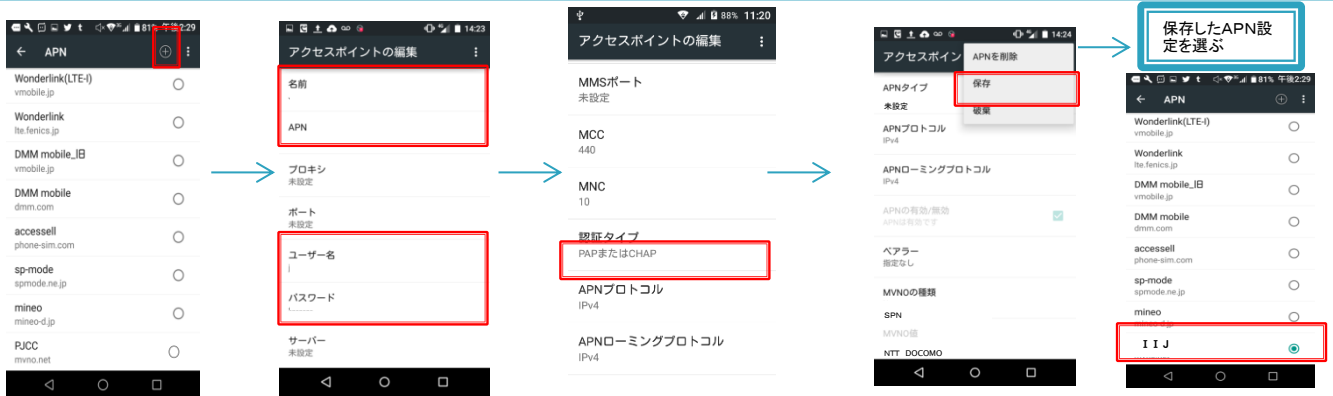 81% 午後2:29
APN
Wonderlink(LTE-I)
vmobile.jp
Wonderlink
lte.fenics.jp
DMM mobile_旧
vmobile.jp
DMM mobile
dmm.com
accessell
phone-sim.com
sp-mode
spmode.ne.jp
mineo
mineo-d.jp
PJCC
mvno.net
14:23
アクセスポイントの編集
名前
APN
プロキシ
未設定
ポート
未設定
ユーザー名
パスワード
サーバー
未設定
88% 11:20
アクセスポイントの編集
MMSポート
未設定
MCC
440
MNC
10
認証タイプ
PAPまたはCHAP
APNプロトコル
IPv4
APNローミングプロトコル
IPv4
14:24
アクセスポイン
APNを削除
保存
破棄
APNタイプ
未設定
APNプロトコル
IPv4
APNローミングプロトコル
IPv4
APNの有効/無効
APNは有効です
ベアラー
指定なし
MVNOの種類
SPN
MVNO値
NTT DOCOMO
保存したAPN設
定を選ぶ
81% 午後2:29
APN
Wonderlink(LTE-I)
vmobile.jp
Wonderlink
lte.fenics.jp
DMM mobile_旧
vmobile.jp
DMM mobile
dmm.com
accessell
phone-sim.com
sp-mode
spmode.ne.jp
mineo
mineo-d.jp
IIJ